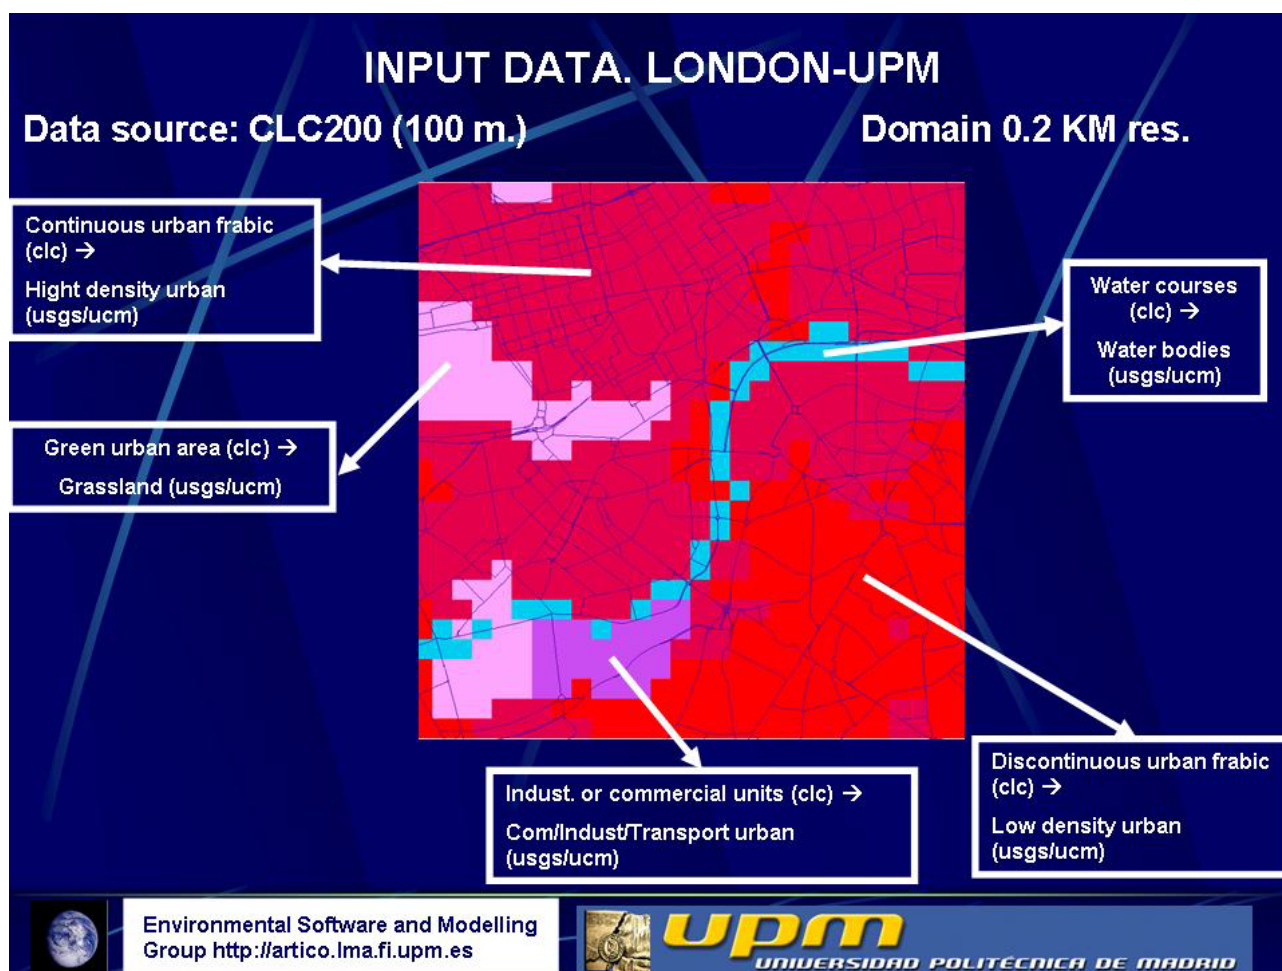 INPUT DATA. LONDON-UPM
Data source: CLC200 (100 m.)
Domain 0.2 KM res.
Continuous urban frabic
(clc) →
Hight density urban
(usgs/ucm)
Water courses
(clc) →
Water bodies
(usgs/ucm)
Green urban area (clc) →
Grassland (usgs/ucm)
Discontinuous urban frabic
(clc) →
Low density urban
(usgs/ucm)
Indust. or commercial units (clc) →
Com/Indust/Transport urban
(usgs/ucm)
Environmental Software and Modelling
Group http://artico.lma.fi.upm.es
upm
UNIVERSIDAD POLITÉCNICA DE MADRID